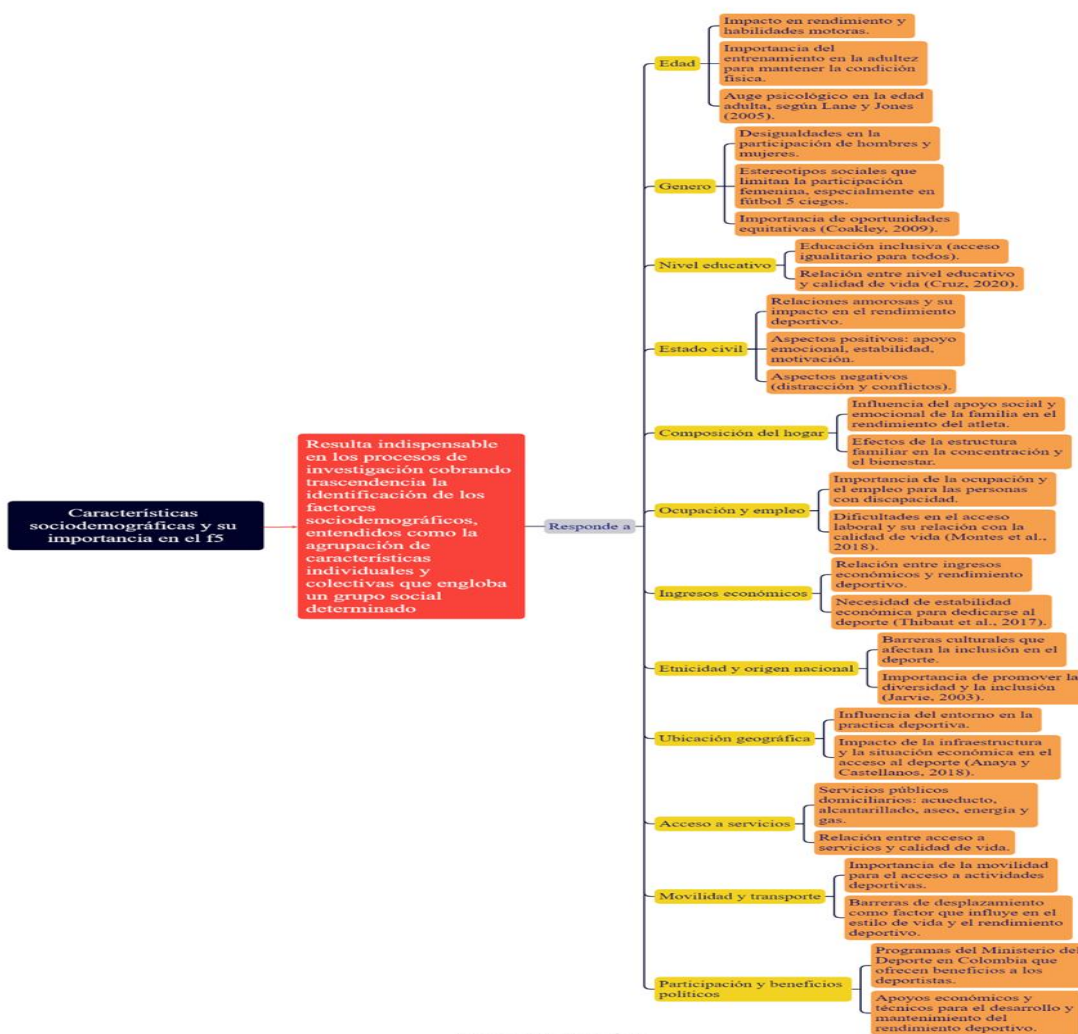 Características
sociodemográficas y su
importancia en el f5
Resulta indispensable
en los procesos de
investigación cobrando
trascendencia la
identificación de los
factores
sociodemográficos,
entendidos como la
agrupación de
características
individuales y
colectivas que engloba
un grupo social
determinado
Responde a
Edad
Impacto en rendimiento y
habilidades motoras.
Importancia del
entrenamiento en la adultez
para mantener la condición
física.
Auge psicológico en la edad
adulta, según Lane y Jones
(2005).
Genero
Desigualdades en la
participación de hombres y
mujeres.
Estereotipos sociales que
limitan la participación
femenina, especialmente en
fútbol 5 ciegos.
Importancia de oportunidades
equitativas (Coakley, 2009).
Nivel educativo
Educación inclusiva (acceso
igualitario para todos).
Relación entre nivel educativo
y calidad de vida (Cruz, 2020).
Estado civil
Relaciones amorosas y su
impacto en el rendimiento
deportivo.
Aspectos positivos: apoyo
emocional, estabilidad,
motivación.
Aspectos negativos
(distracción y conflictos).
Composición del hogar
Influencia del apoyo social y
emocional de la familia en el
rendimiento del atleta.
Efectos de la estructura
familiar en la concentración y
el bienestar.
Ocupación y empleo
Importancia de la ocupación y
el empleo para las personas
con discapacidad.
Dificultades en el acceso
laboral y su relación con la
calidad de vida (Montes et al.,
2018).
Ingresos económicos
Relación entre ingresos
económicos y rendimiento
deportivo.
Necesidad de estabilidad
económica para dedicarse al
deporte (Thibaut et al., 2017).
Etnicidad y origen nacional
Barreras culturales que
afectan la inclusión en el
deporte.
Importancia de promover la
diversidad y la inclusión
(Jarvie, 2003).
Ubicación geográfica
Influencia del entorno en la
practica deportiva.
Impacto de la infraestructura
y la situación económica en el
acceso al deporte (Anaya y
Castellanos, 2018).
Acceso a servicios
Servicios públicos
domiciliarios: acueducto,
alcantarillado, aseo, energía y
gas.
Relación entre acceso a
servicios y calidad de vida.
Movilidad y transporte
Importancia de la movilidad
para el acceso a actividades
deportivas.
Barreras de desplazamiento
como factor que influye en el
estilo de vida y el rendimiento
deportivo.
Participación y beneficios
políticos
Programas del Ministerio del
Deporte en Colombia que
ofrecen beneficios a los
deportistas.
Apoyos económicos y
técnicos para el desarrollo y
mantenimiento del
rendimiento deportivo.